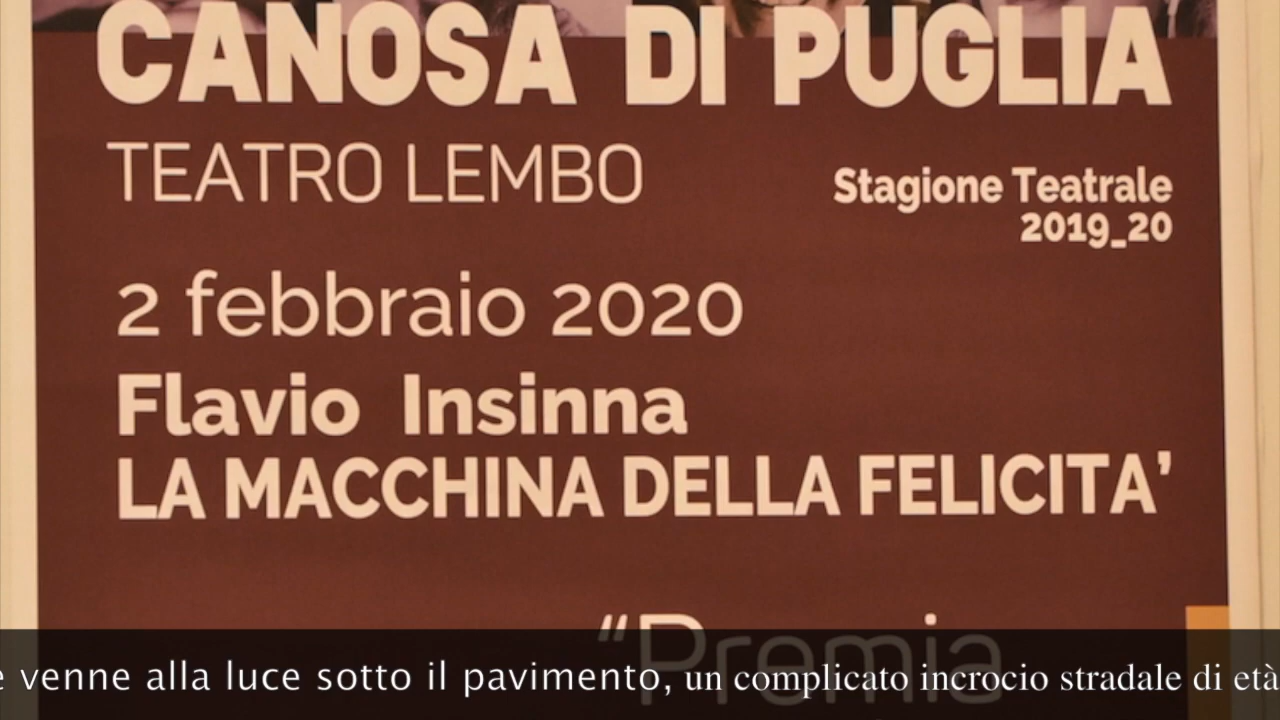 CANOSA DI PUGLIA
TEATRO LEMBO
Stagione Teatrale
2019_20
2 febbraio 2020
Flavio Insinna
LA MACCHINA DELLA FELICITA’
“Premia
venne alla luce sotto il pavimento, un complicato incrocio stradale di età